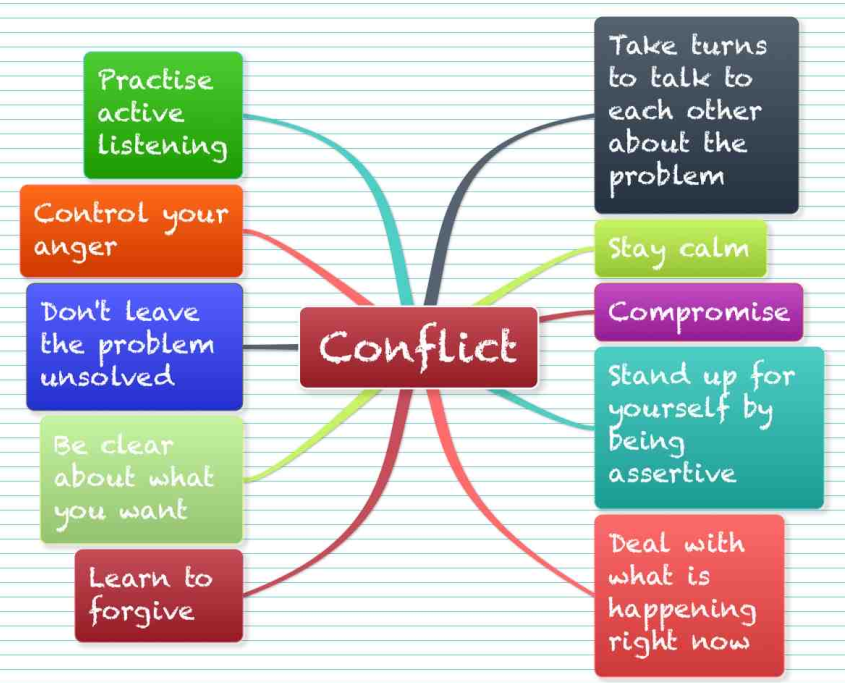 Practise
active
listening
Control your
anger
Don't leave
the problem
unsolved
Be clear
about what
you want
Learn to
forgive
Conflict
Take turns
to talk to
each other
about the
problem
Stay calm
Compromise
Stand up for
yourself by
being
assertive
Deal with
what is
happening
right now